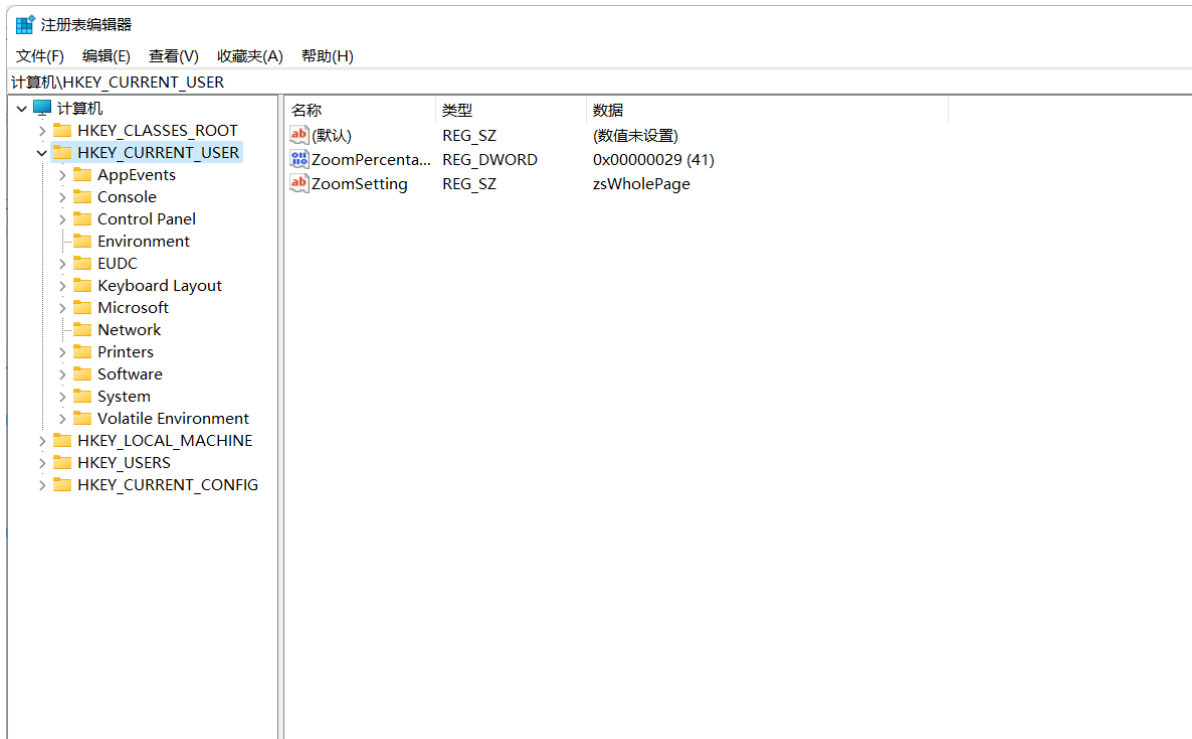 注册表编辑器
文件(F) 编辑(E) 查看(V) 收藏夹(A) 帮助(H)
计算机\HKEY_CURRENT_USER
计算机
HKEY_CLASSES_ROOT
HKEY_CURRENT_USER
AppEvents
Console
Control Panel
Environment
EUDC
Keyboard Layout
Microsoft
Network
Printers
Software
System
Volatile Environment
HKEY_LOCAL_MACHINE
HKEY_USERS
HKEY_CURRENT_CONFIG
名称 类型 数据
(默认) REG_SZ (数值未设置)
ZoomPercenta... REG_DWORD 0x00000029 (41)
ZoomSetting REG_SZ zsWholePage